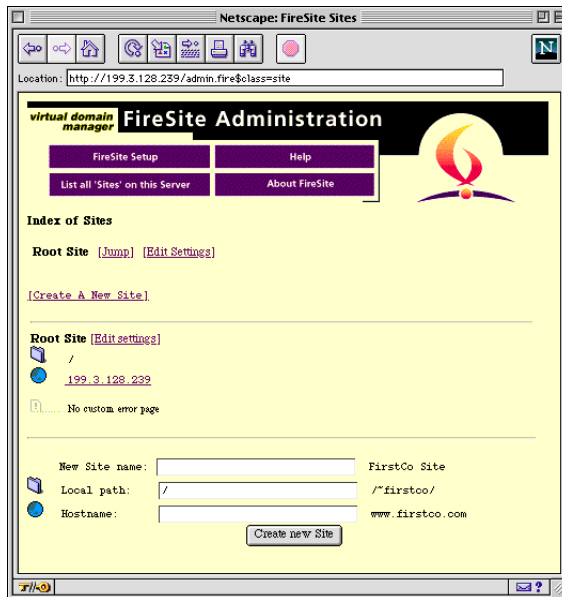 Netscape: FireSite Sites
N
Location: http://199.3.128.239/admin.fire$class=site
virtual domain manager FireSite Administration
FireSite Setup Help
List all 'Sites' on this Server About FireSite
Index of Sites
Root Site [Jump] [Edit Settings]
[Create A New Site]
Root Site [Edit settings]
/
199.3.128.239
No custom error page
New Site name: FirstCo Site
Local path: / /~firstco/
Hostname: www.firstco.com
Create new Site
?